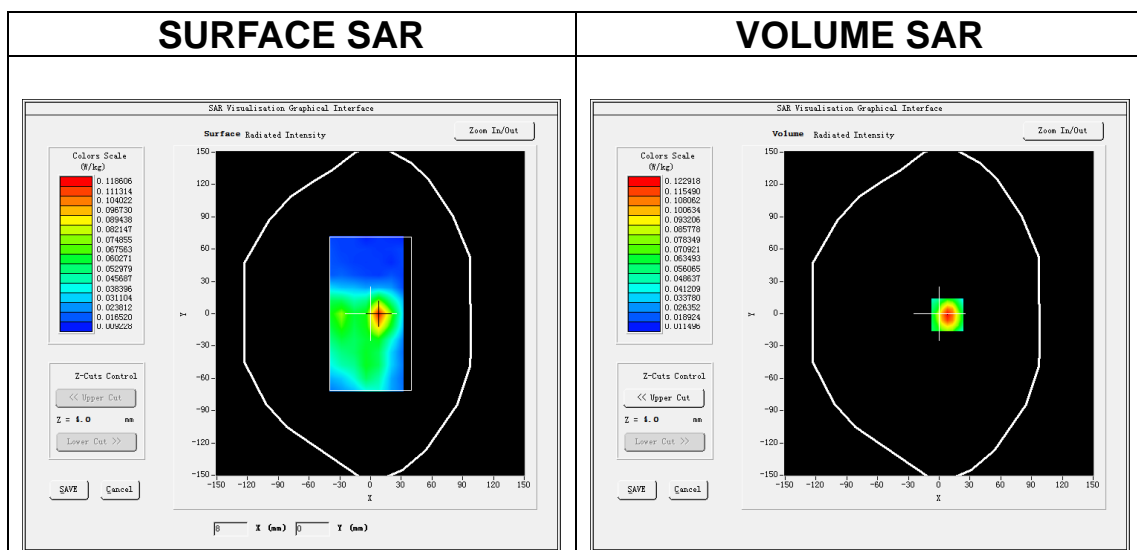 SURFACE SAR
VOLUME SAR
SAR Visualisation Graphical Interface
Surface Radiated Intensity
Zoom In/Out
Colors Scale
(W/kg)
0.118606
0.111314
0.104022
0.096730
0.089438
0.082147
0.074855
0.067563
0.060271
0.052979
0.045687
0.038396
0.031104
0.023812
0.016520
0.009228
150
120
90
60
30
0
-30
-60
-90
-120
-150
Y
-150 -120 -90 -60 -30 0 30 60 90 120 150
X
Z-Cuts Control
<< Upper Cut
Z = 4.0 mm
Lower Cut >>
SAVE Cancel
8 X (mm) 0 Y (mm)
SAR Visualisation Graphical Interface
Volume Radiated Intensity
Zoom In/Out
Colors Scale
(W/kg)
0.122918
0.115490
0.108062
0.100634
0.093206
0.085778
0.078349
0.070921
0.063493
0.056065
0.048637
0.041209
0.033780
0.026352
0.018924
0.011496
150
120
90
60
30
0
-30
-60
-90
-120
-150
Y
-150 -120 -90 -60 -30 0 30 60 90 120 150
X
Z-Cuts Control
<< Upper Cut
Z = 4.0 mm
Lower Cut >>
SAVE Cancel